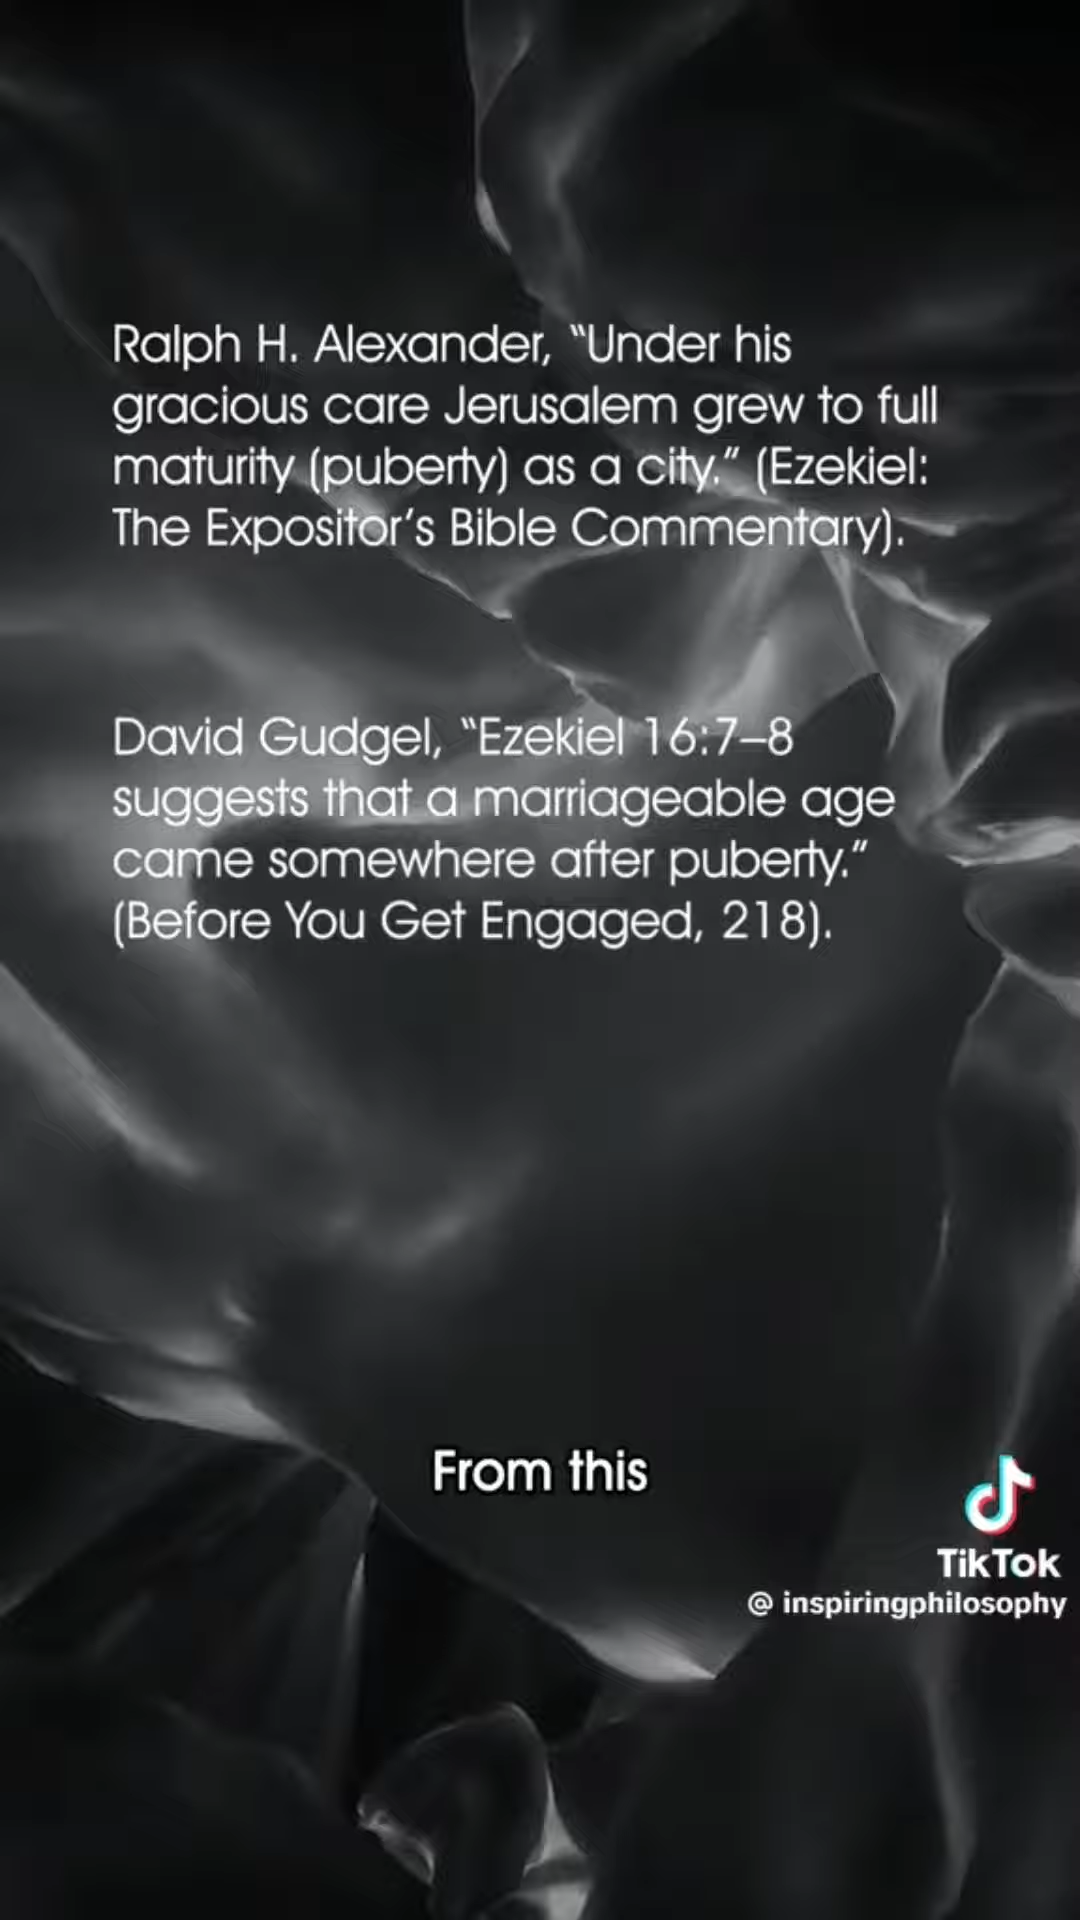 Ralph H. Alexander, “Under his
gracious care Jerusalem grew to full
maturity (puberty) as a city.” (Ezekiel:
The Expositor’s Bible Commentary).
David Gudgel, “Ezekiel 16:7–8
suggests that a marriageable age
came somewhere after puberty.”
(Before You Get Engaged, 218).
From this
TikTok
@ inspiringphilosophy